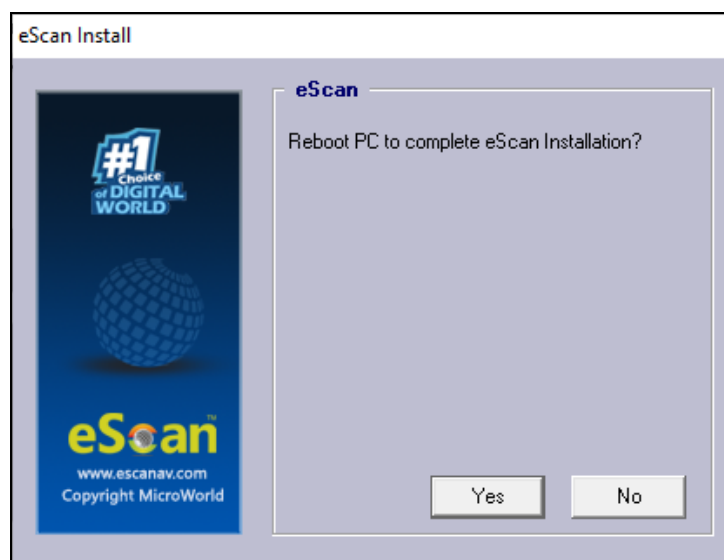 eScan Install
#1
Choice
of DIGITAL
WORLD
eScan™
www.escanav.com
Copyright MicroWorld
eScan
Reboot PC to complete eScan Installation?
Yes No